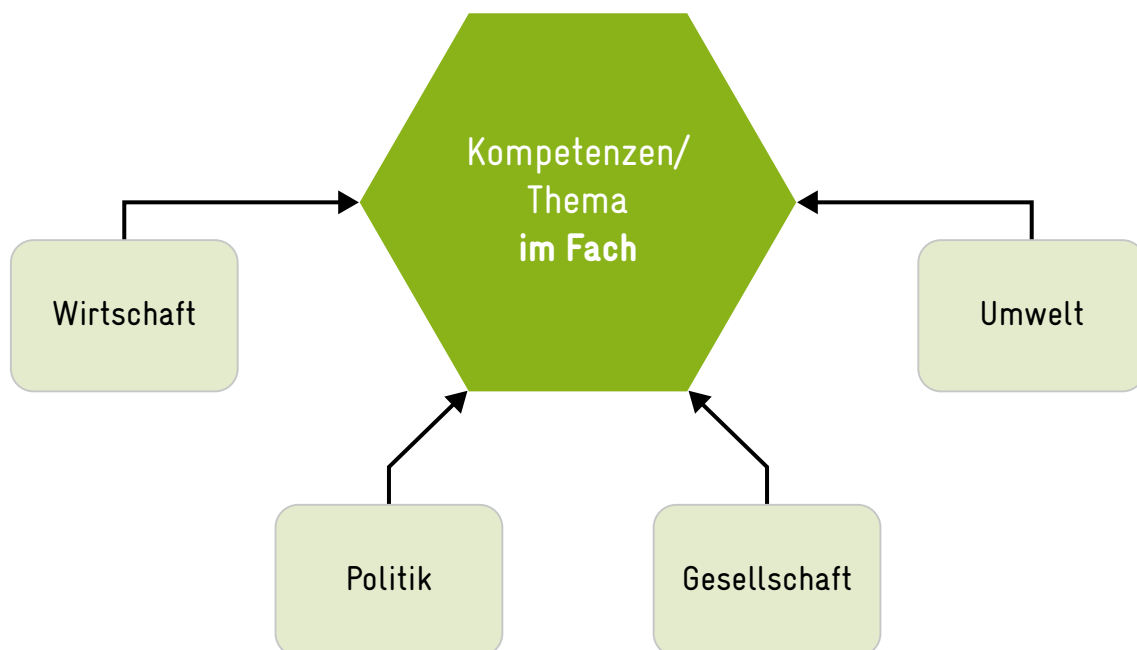 Kompetenzen/
Thema
im Fach
Wirtschaft
Umwelt
Politik
Gesellschaft